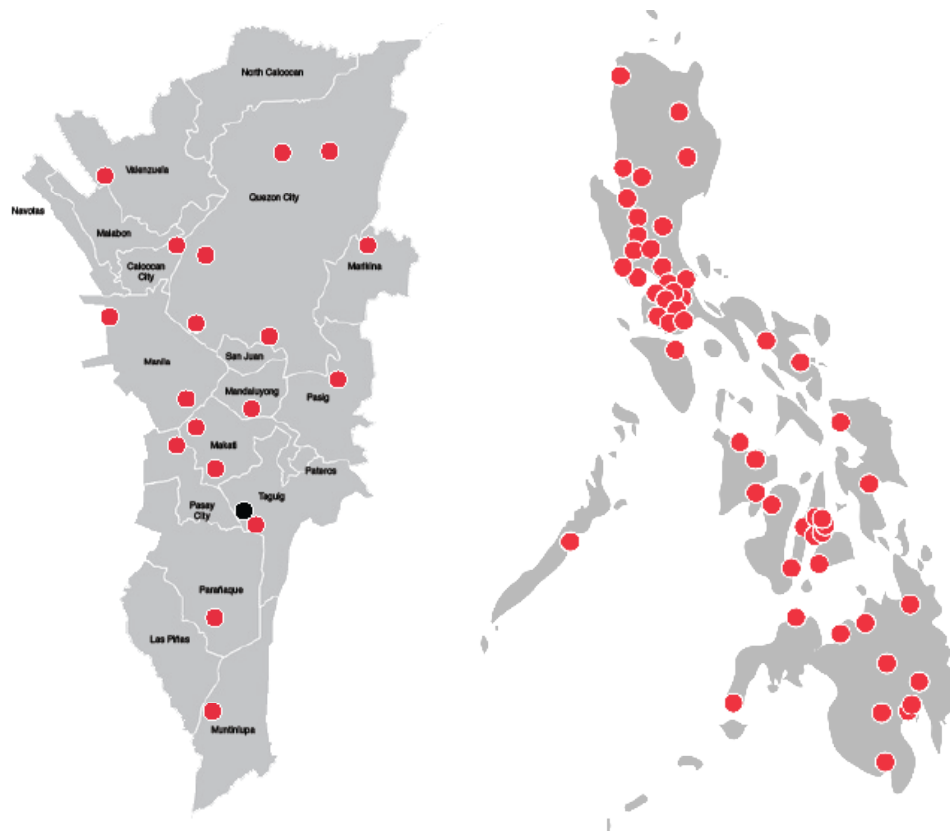 North Caloocan
Valenzuela
Quezon City
Navotas
Malabon
Caloocan
City
Marikina
San Juan
Manila
Mandaluyong
Pasig
Makati
Pateros
Taguig
Pasay
City
Parañaque
Las Piñas
Muntinlupa